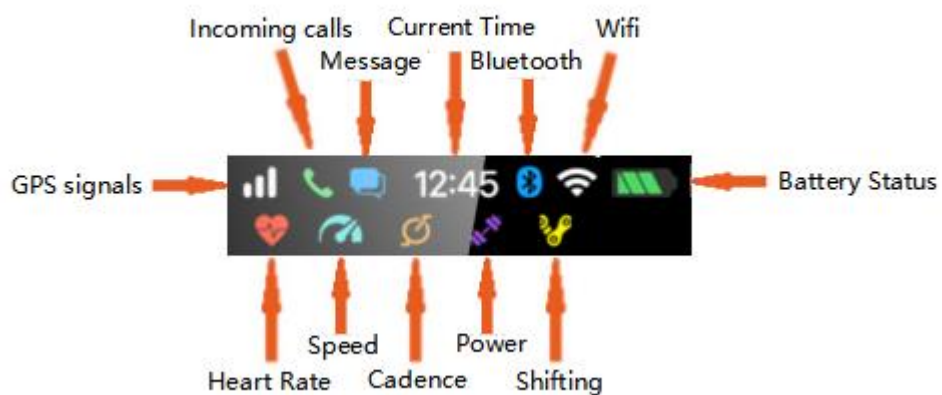 Incoming calls
Current Time
Wifi
Message
Bluetooth
GPS signals
12:45
Battery Status
Speed
Power
Heart Rate
Cadence
Shifting